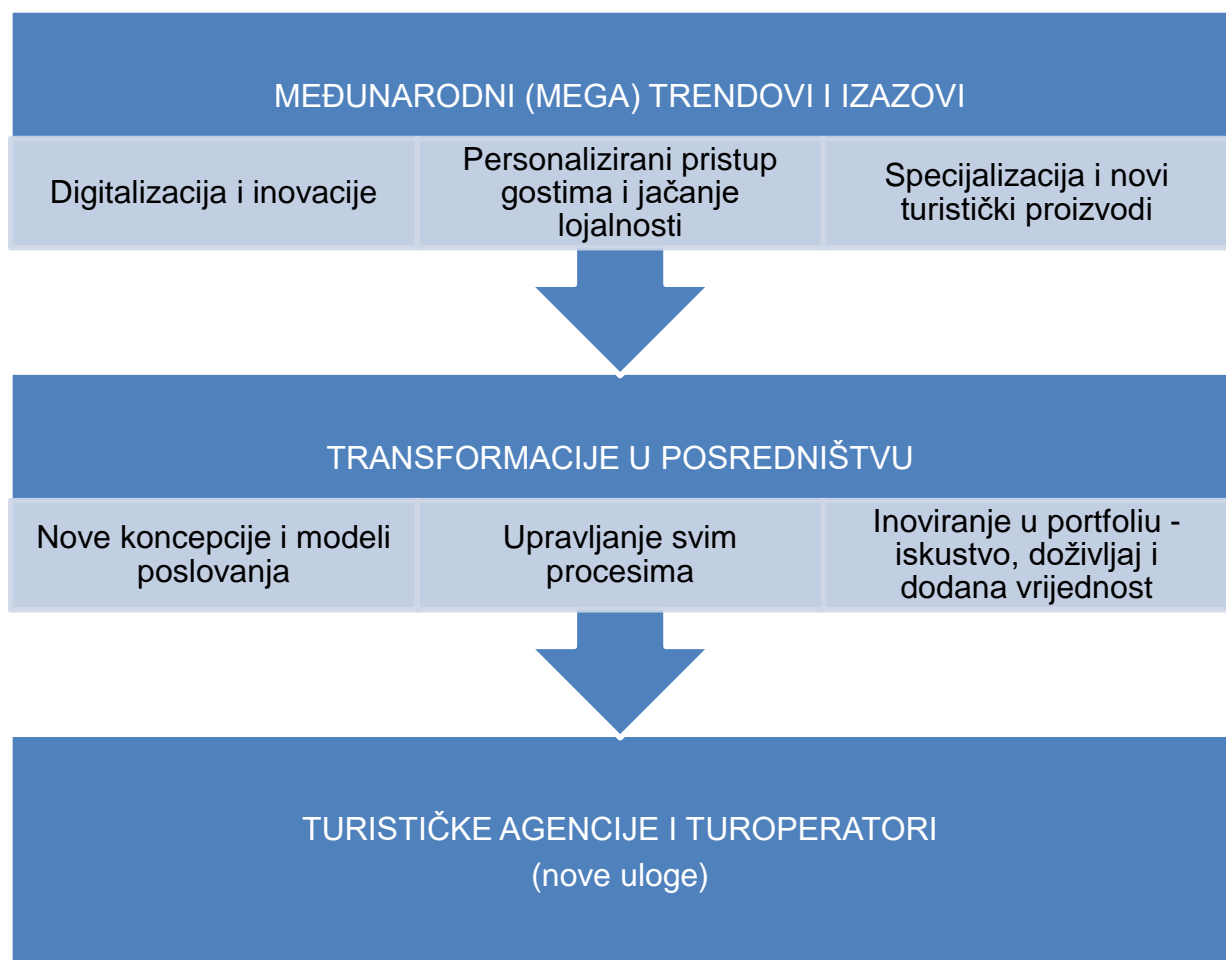 MEĐUNARODNI (MEGA) TRENDOVI I IZAZOVI
Digitalizacija i inovacije
Personalizirani pristup
gostima i jačanje
lojalnosti
Specijalizacija i novi
turistički proizvodi
TRANSFORMACIJE U POSREDNIŠTVU
Nove koncepcije i modeli
poslovanja
Upravljanje svim
procesima
Inoviranje u portfoliu -
iskustvo, doživljaj i
dodana vrijednost
TURISTIČKE AGENCIJE I TUROPERATORI
(nove uloge)